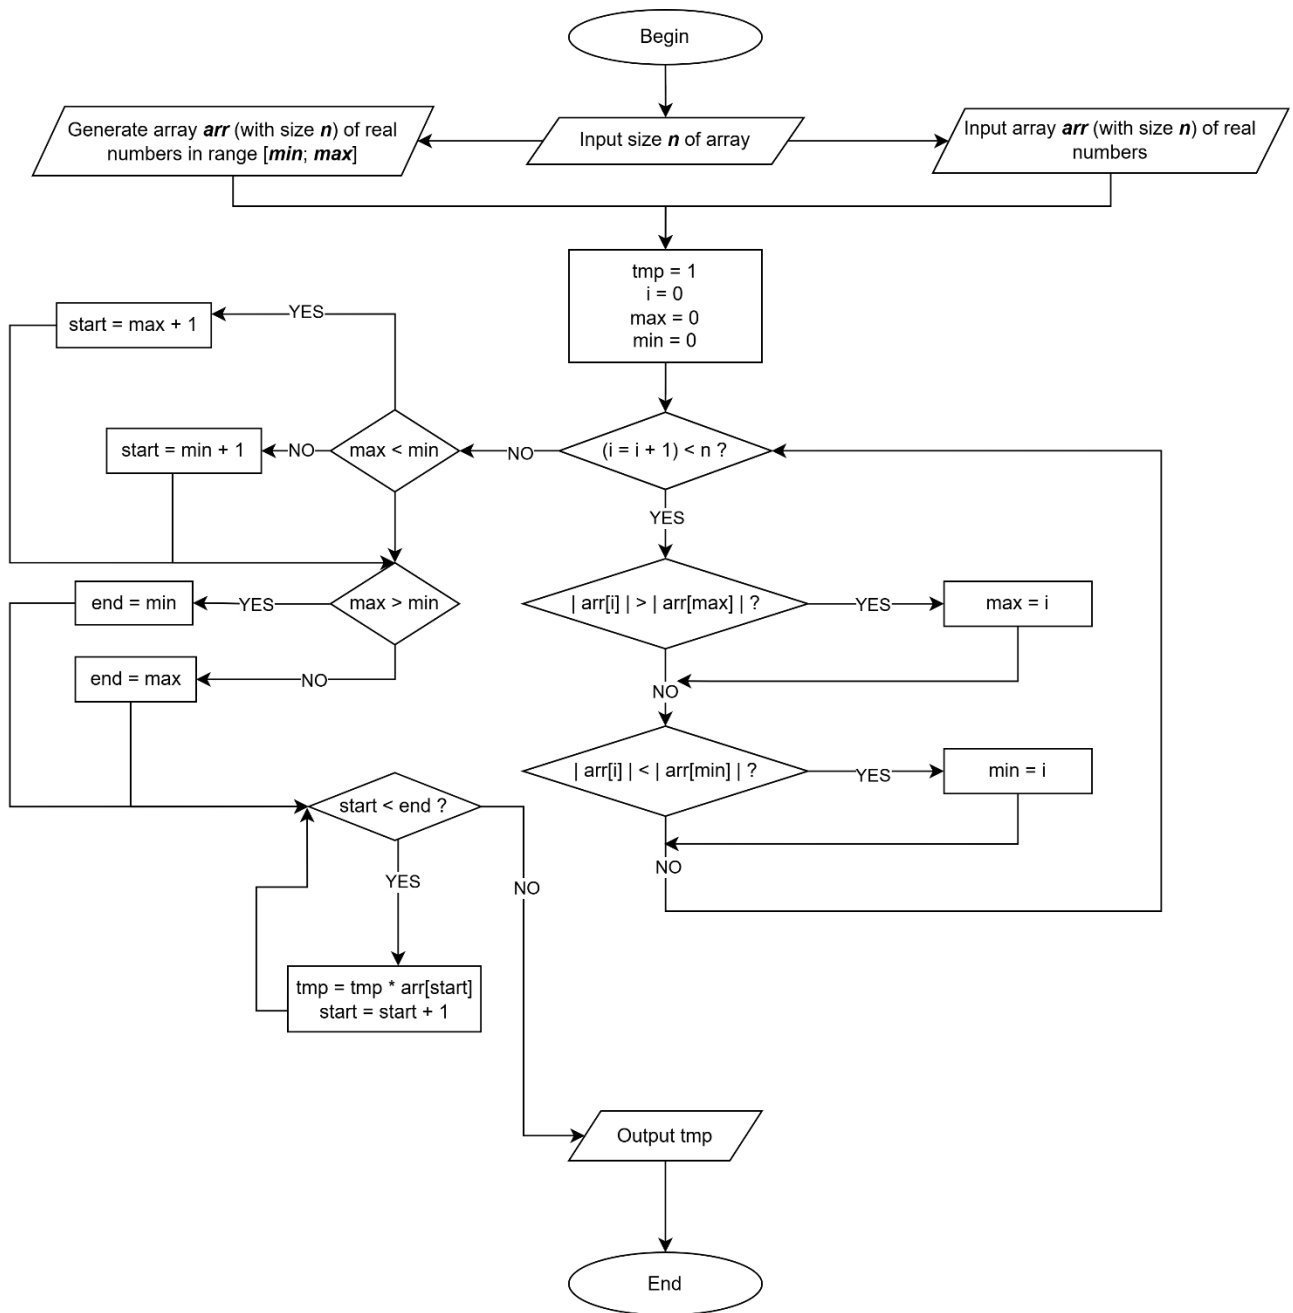 Begin
Generate array arr (with size n) of real
numbers in range [min; max]
Input size n of array
Input array arr (with size n) of real
numbers
tmp = 1
i = 0
max = 0
min = 0
YES
start = max + 1
start = min + 1
NO
max < min
NO
(i = i + 1) < n ?
YES
end = min
YES
max > min
| arr[i] | > | arr[max] | ?
YES
max = i
end = max
NO
NO
| arr[i] | < | arr[min] | ?
YES
min = i
start < end ?
NO
YES
NO
tmp = tmp * arr[start]
start = start + 1
Output tmp
End